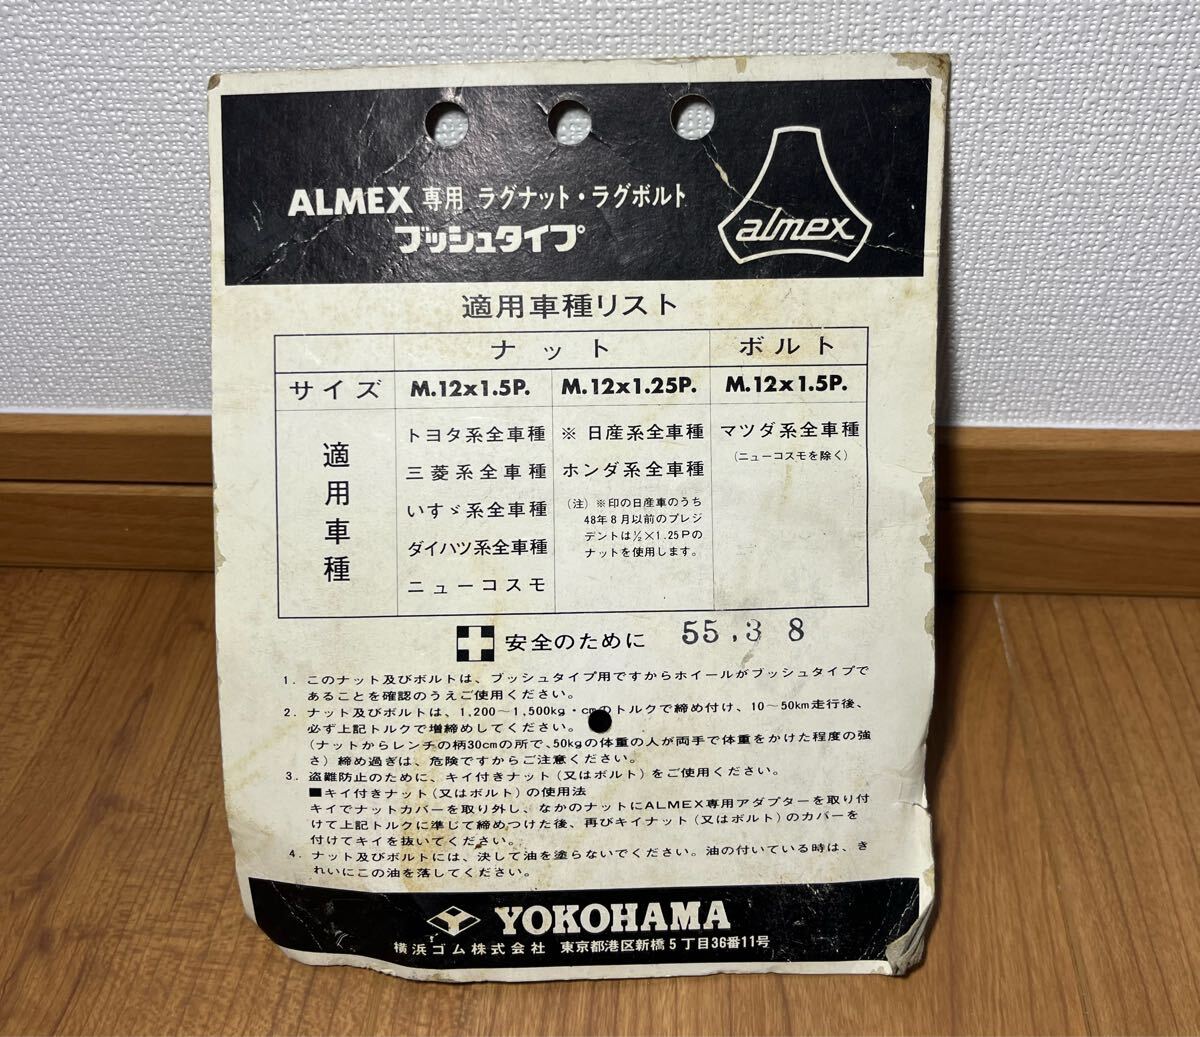 ALMEX 専用 ラグナット・ラグボルト
ブッシュタイプ
almex
適用車種リスト
ナット ボルト
サイズ M.12x1.5P. M.12x1.25P. M.12x1.5P.
適用車種
トヨタ系全車種
三菱系全車種
いすゞ系全車種
ダイハツ系全車種
ニューコスモ
※ 日産系全車種
ホンダ系全車種
(注) ※印の日産車のうち
48年8月以前のプレジ
デントは½×1.25Pの
ナットを使用します。
マツダ系全車種
(ニューコスモを除く)
安全のために 55.3 8
1. このナット及びボルトは、ブッシュタイプ用ですからホイールがブッシュタイプで
あることを確認のうえご使用ください。
2. ナット及びボルトは、1,200〜1,500kg・cmのトルクで締め付け、10〜50km走行後、
必ず上記トルクで増締めしてください。
(ナットからレンチの柄30cmの所で、50kgの体重の人が両手で体重をかけた程度の強
さ) 締め過ぎは、危険ですからご注意ください。
3. 盗難防止のために、キイ付きナット(又はボルト)をご使用ください。
■キイ付きナット(又はボルト)の使用法
キイでナットカバーを取り外し、なかのナットにALMEX専用アダプターを取り付
けて上記トルクに準じて締めつけた後、再びキイナット(又はボルト)のカバーを
付けてキイを抜いてください。
4. ナット及びボルトには、決して油を塗らないでください。油の付いている時は、き
れいにこの油を落してください。
YOKOHAMA
横浜ゴム株式会社 東京都港区新橋5丁目36番11号